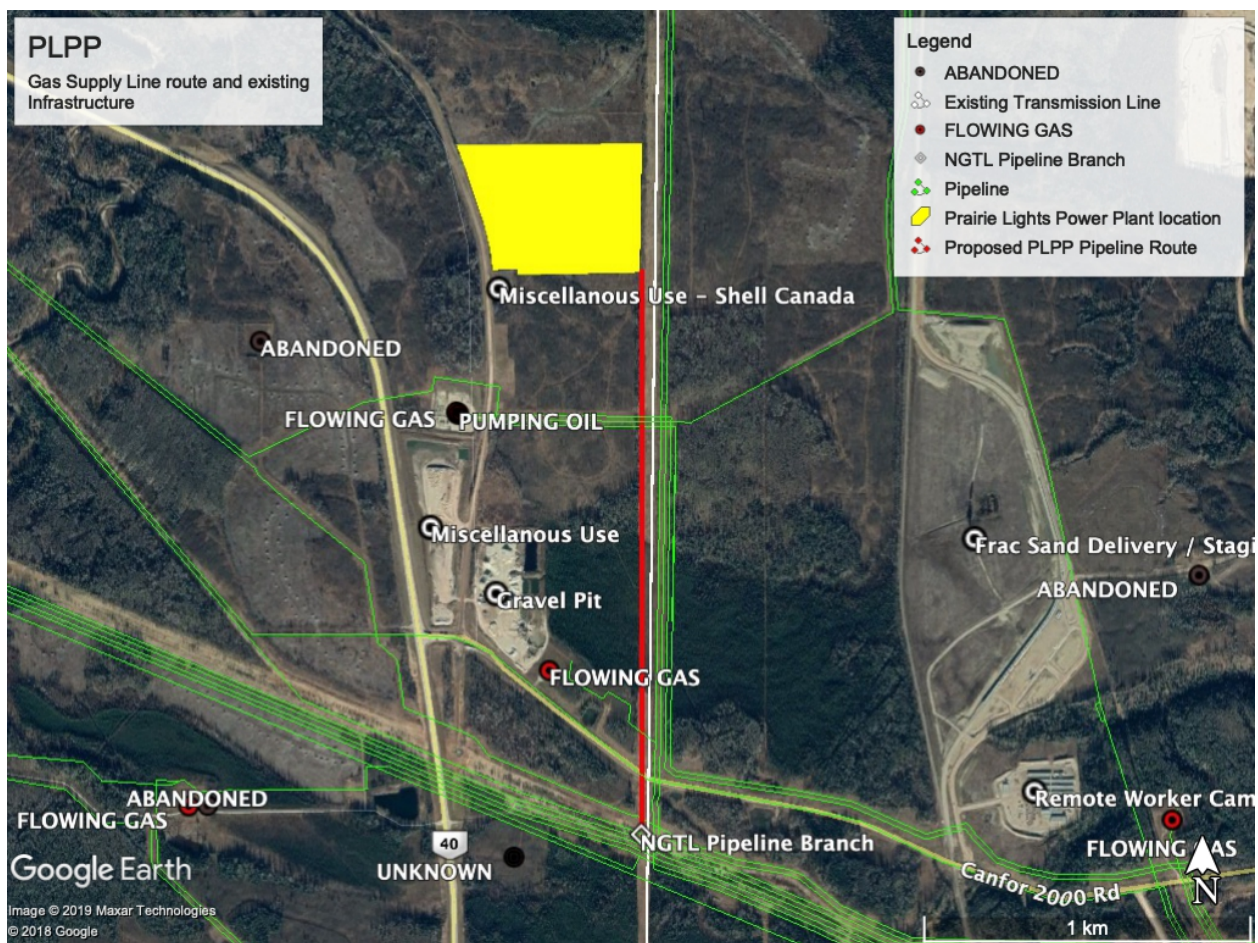 PLPP
Gas Supply Line route and existing
Infrastructure
Legend
ABANDONED
Existing Transmission Line
FLOWING GAS
NGTL Pipeline Branch
Pipeline
Prairie Lights Power Plant location
Proposed PLPP Pipeline Route
Miscellanous Use - Shell Canada
ABANDONED
FLOWING GAS
PUMPING OIL
Miscellanous Use
Frac Sand Delivery / Stagi
ABANDONED
Gravel Pit
FLOWING GAS
ABANDONED
FLOWING GAS
Remote Worker Cam
FLOWING GAS
40
NGTL Pipeline Branch
UNKNOWN
Canfor 2000 Rd
Google Earth
N
Image © 2019 Maxar Technologies
© 2018 Google
1 km